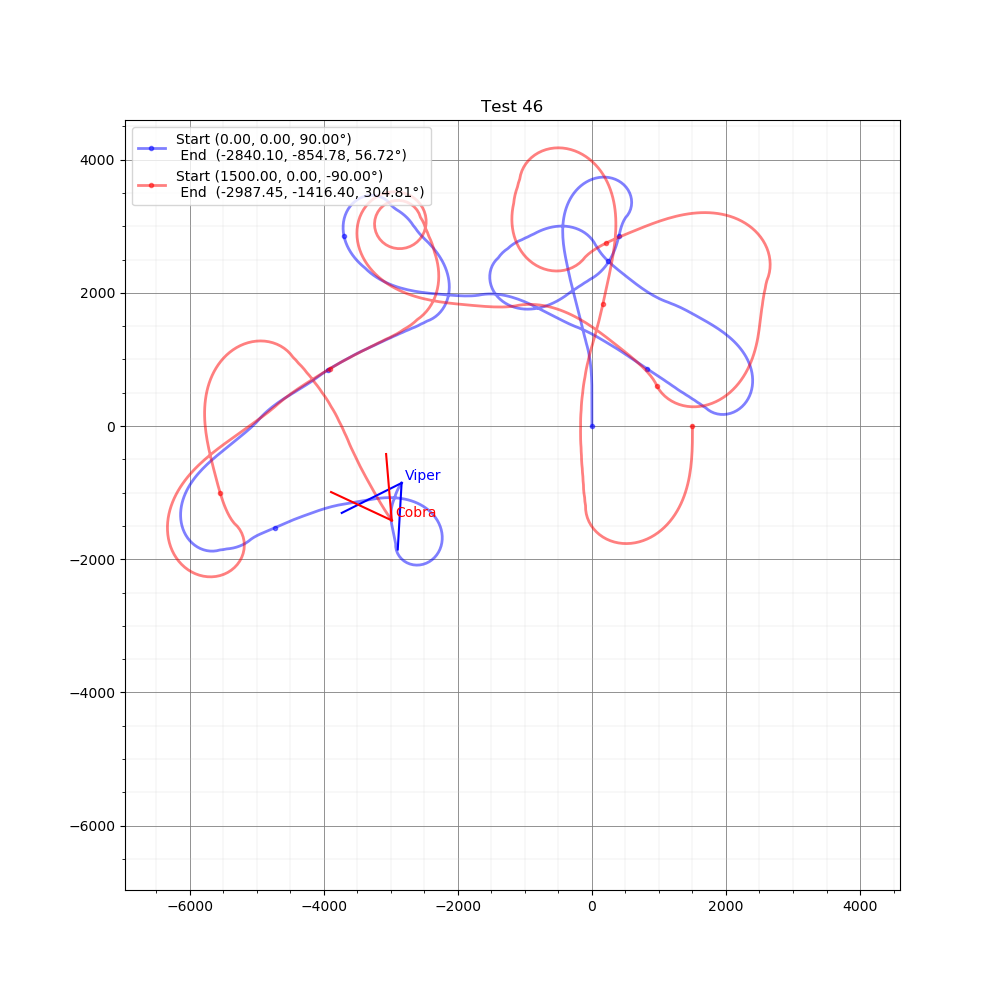 Test 46
Start (0.00, 0.00, 90.00°)
End (-2840.10, -854.78, 56.72°)
Start (1500.00, 0.00, -90.00°)
End (-2987.45, -1416.40, 304.81°)
4000
2000
0
−2000
−4000
−6000
Viper
Cobra
−6000 −4000 −2000 0 2000 4000